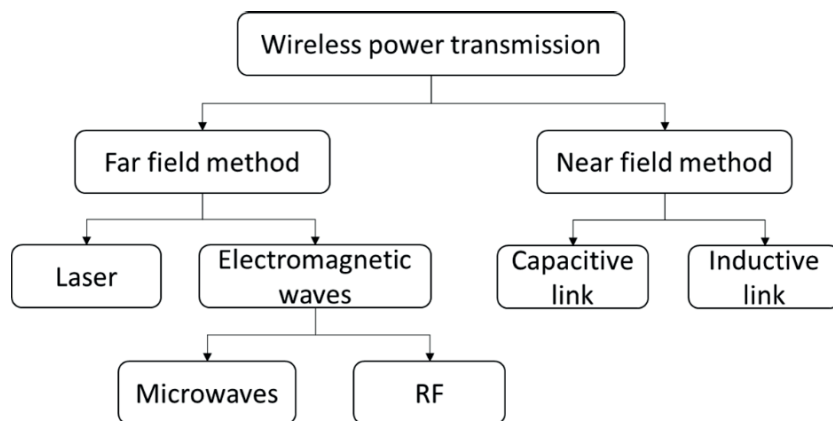 Wireless power transmission
Far field method
Near field method
Laser
Electromagnetic
waves
Capacitive
link
Inductive
link
Microwaves
RF